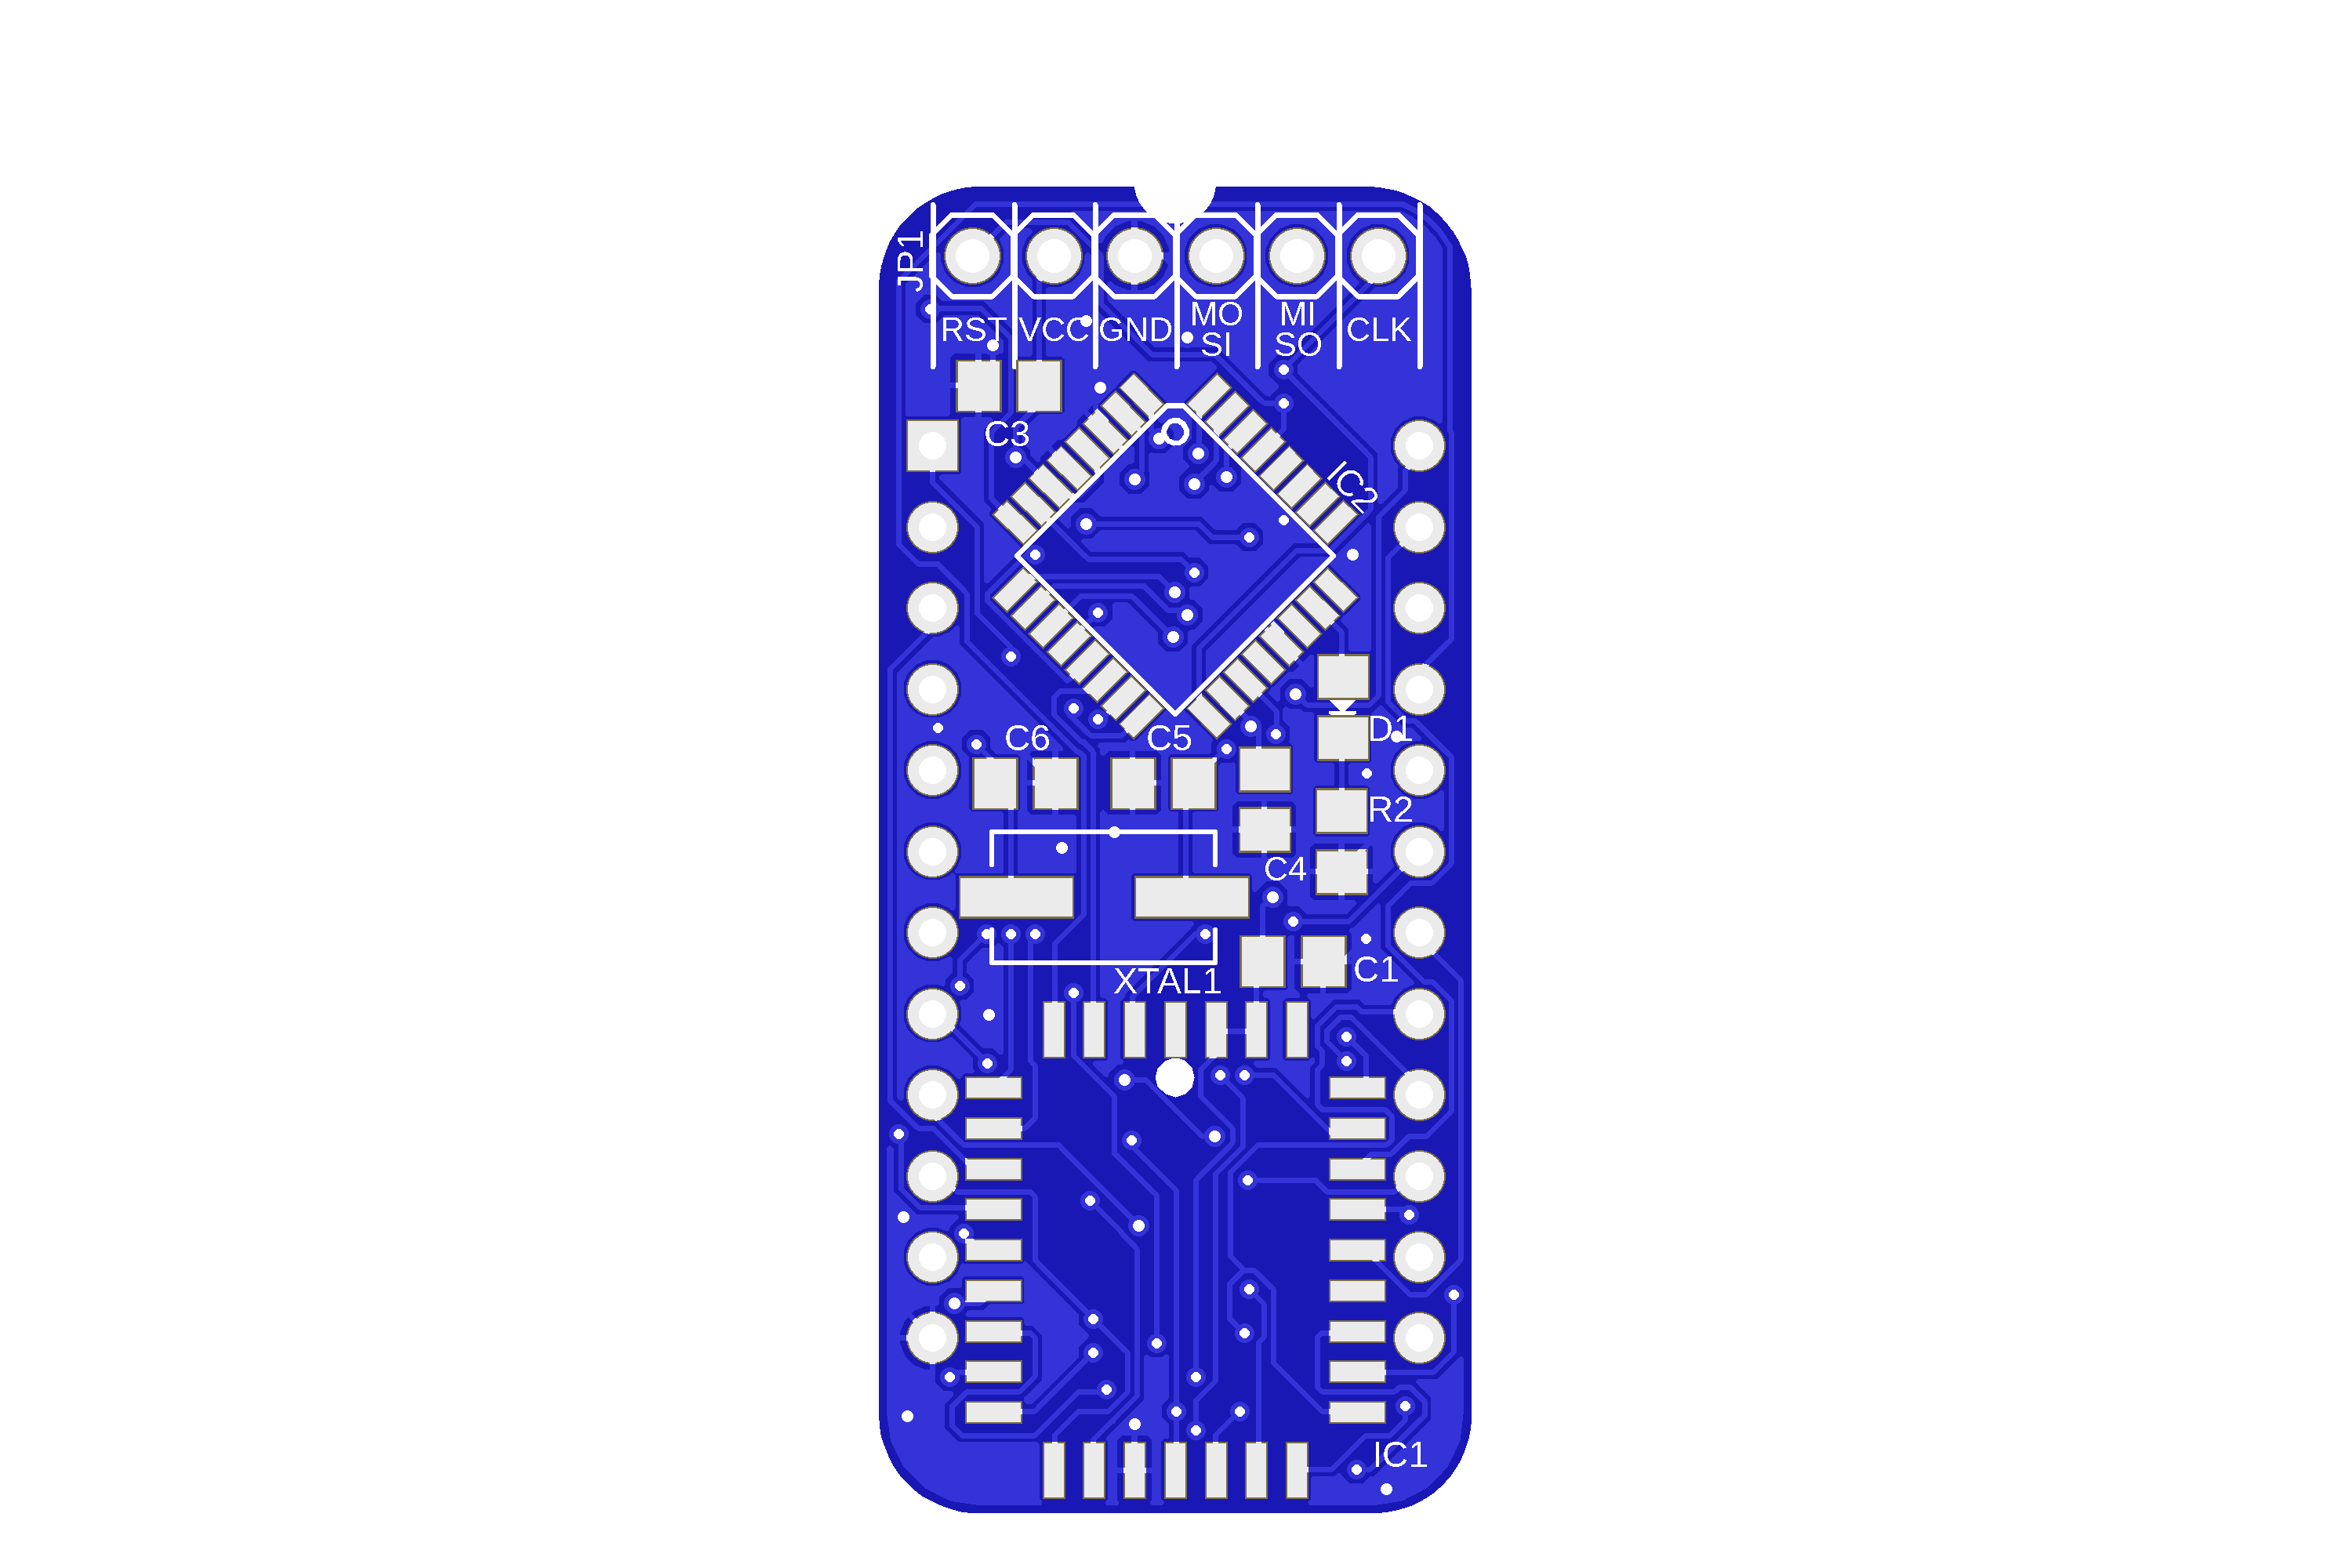 JP1
RST VCC GND MO SI MI SO CLK
C3
IC2
D1
C6 C5
R2
C4
C1
XTAL1
IC1